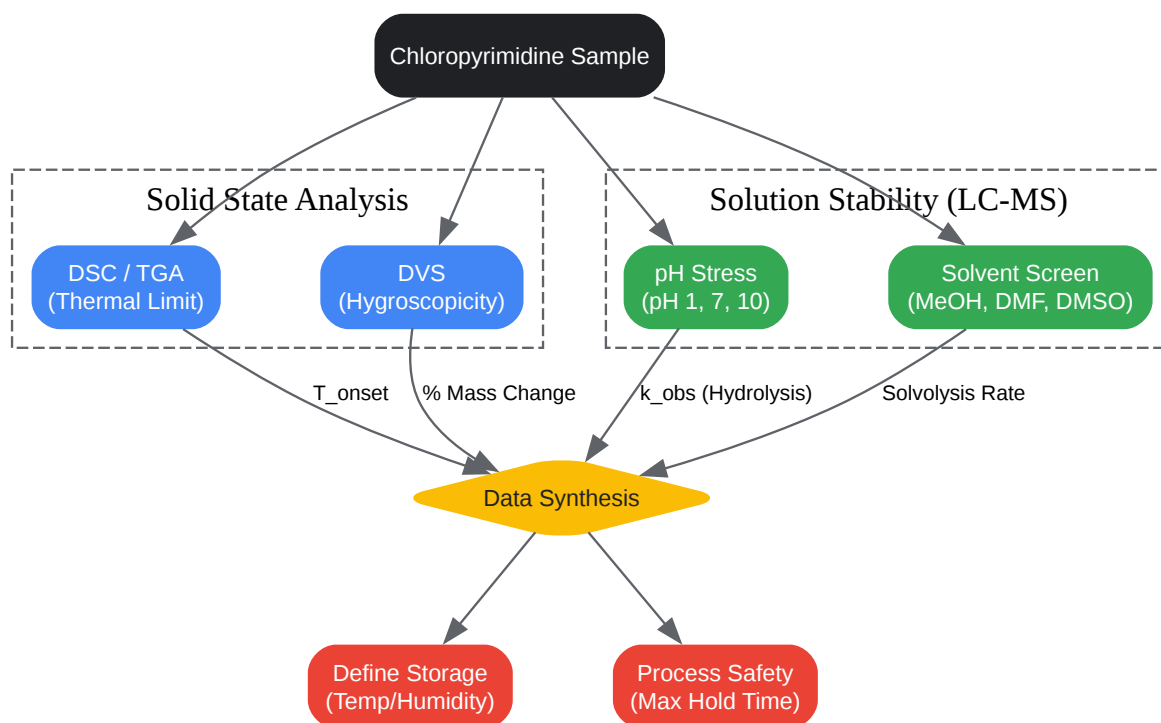 Chloropyrimidine Sample
Solid State Analysis
Solution Stability (LC-MS)
DSC / TGA
(Thermal Limit)
DVS
(Hygroscopicity)
pH Stress
(pH 1, 7, 10)
Solvent Screen
(MeOH, DMF, DMSO)
T_onset
% Mass Change
k_obs (Hydrolysis)
Solvolysis Rate
Data Synthesis
Define Storage
(Temp/Humidity)
Process Safety
(Max Hold Time)